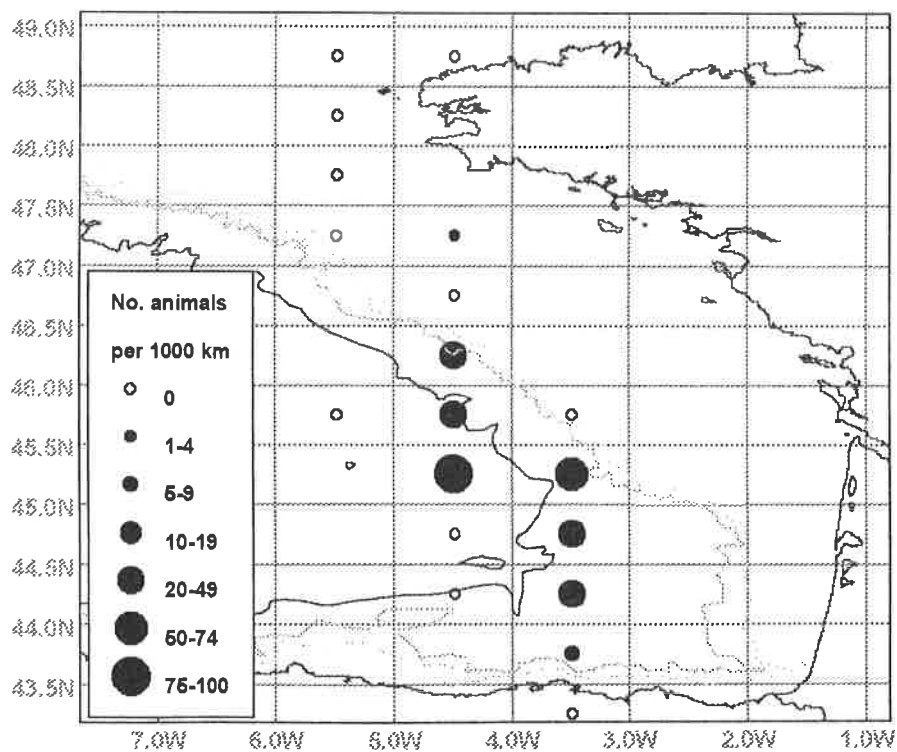 49.0N
48.5N
48.0N
47.5N
47.0N
46.5N
46.0N
45.5N
45.0N
44.5N
44.0N
43.5N
No. animals
per 1000 km
0
1-4
5-9
10-19
20-49
50-74
75-100
7.0W 6.0W 5.0W 4.0W 3.0W 2.0W 1.0W